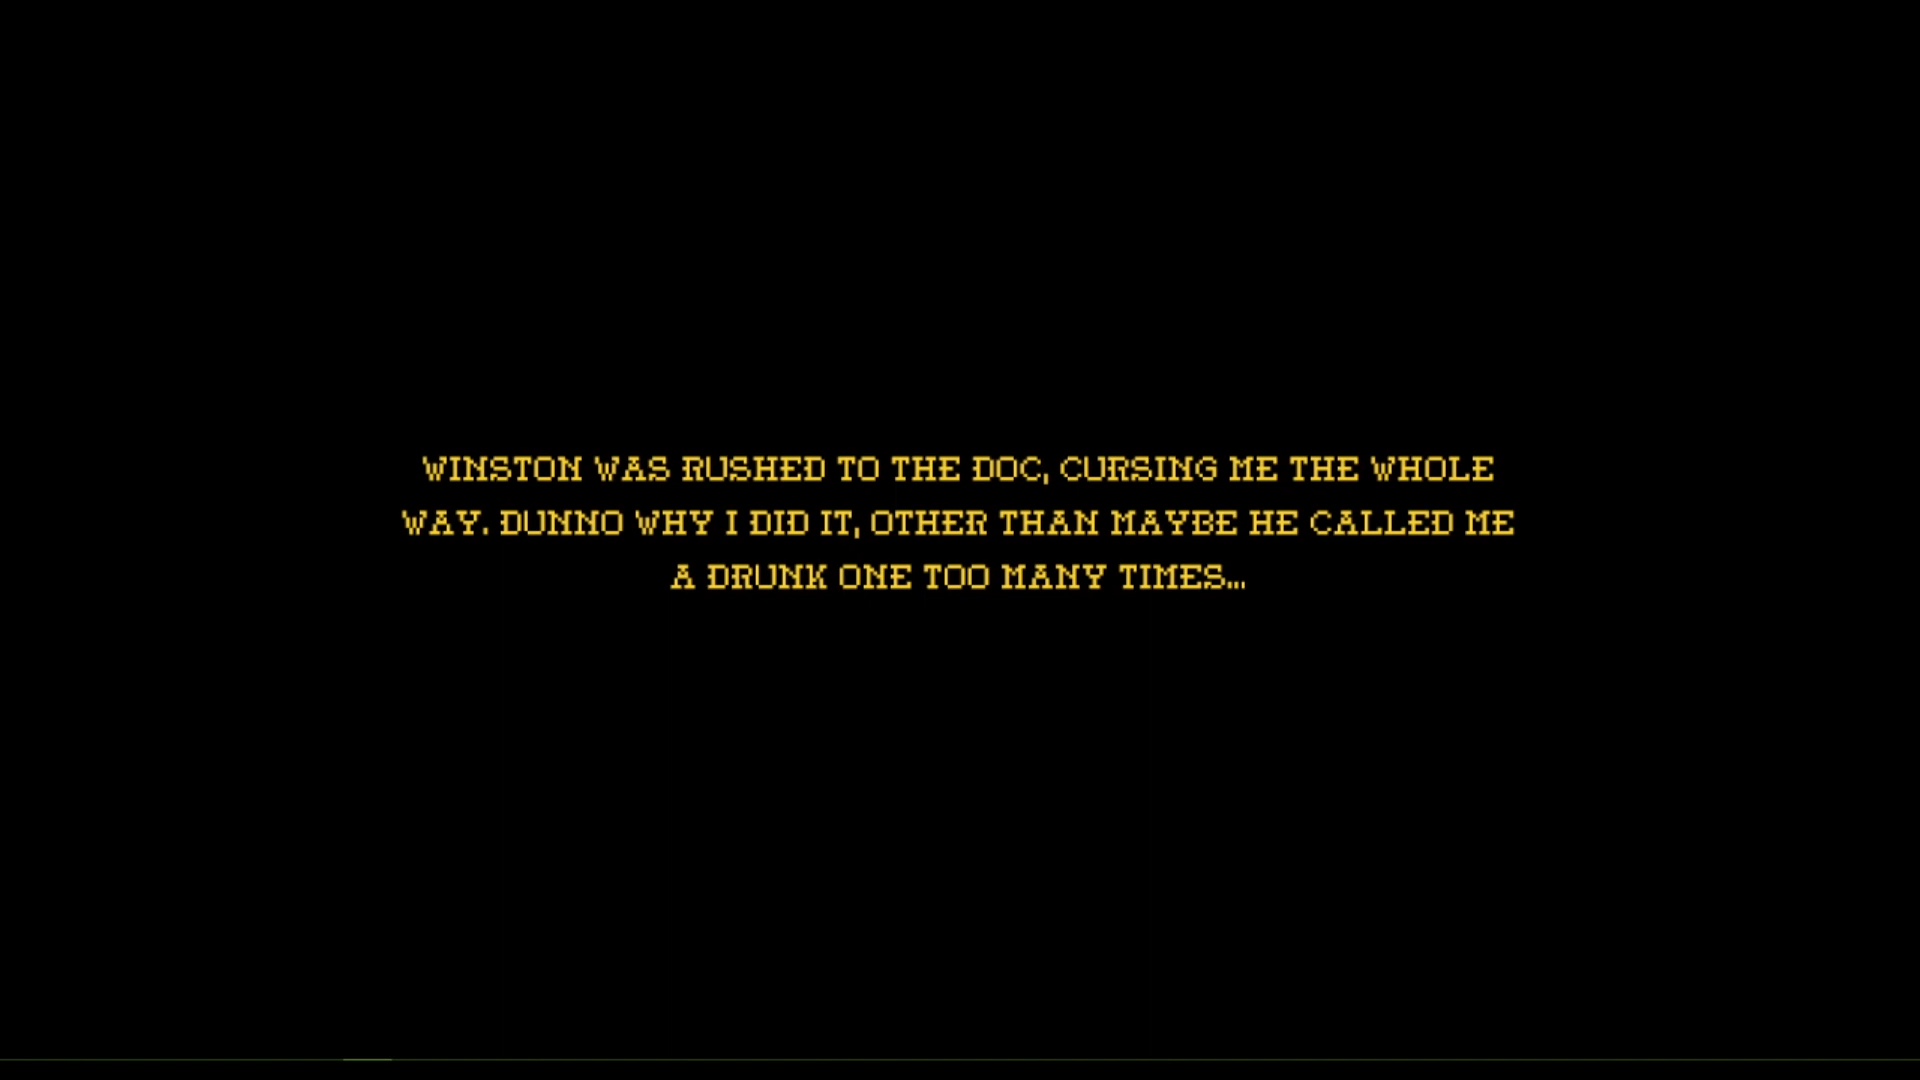 WINSTON WAS RUSHED TO THE DOC, CURSING ME THE WHOLE
WAY. DUNNO WHY I DID IT, OTHER THAN MAYBE HE CALLED ME
A DRUNK ONE TOO MANY TIMES...